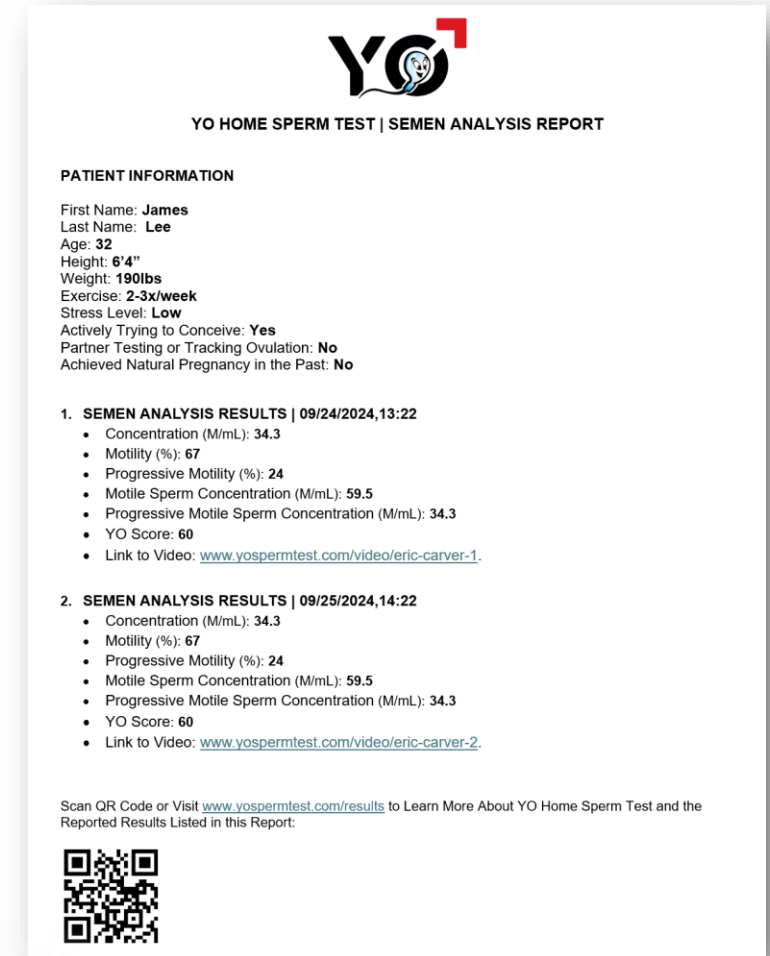 YO
YO HOME SPERM TEST | SEMEN ANALYSIS REPORT
PATIENT INFORMATION
First Name: James
Last Name: Lee
Age: 32
Height: 6’4”
Weight: 190lbs
Exercise: 2-3x/week
Stress Level: Low
Actively Trying to Conceive: Yes
Partner Testing or Tracking Ovulation: No
Achieved Natural Pregnancy in the Past: No
1. SEMEN ANALYSIS RESULTS | 09/24/2024,13:22
• Concentration (M/mL): 34.3
• Motility (%): 67
• Progressive Motility (%): 24
• Motile Sperm Concentration (M/mL): 59.5
• Progressive Motile Sperm Concentration (M/mL): 34.3
• YO Score: 60
• Link to Video: www.yospermtest.com/video/eric-carver-1.
2. SEMEN ANALYSIS RESULTS | 09/25/2024,14:22
• Concentration (M/mL): 34.3
• Motility (%): 67
• Progressive Motility (%): 24
• Motile Sperm Concentration (M/mL): 59.5
• Progressive Motile Sperm Concentration (M/mL): 34.3
• YO Score: 60
• Link to Video: www.yospermtest.com/video/eric-carver-2.
Scan QR Code or Visit www.yospermtest.com/results to Learn More About YO Home Sperm Test and the
Reported Results Listed in this Report: